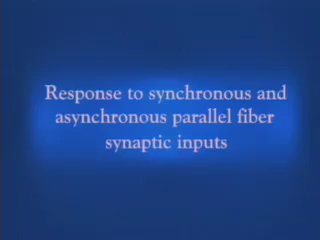 Response to synchronous and
asynchronous parallel fiber
synaptic inputs